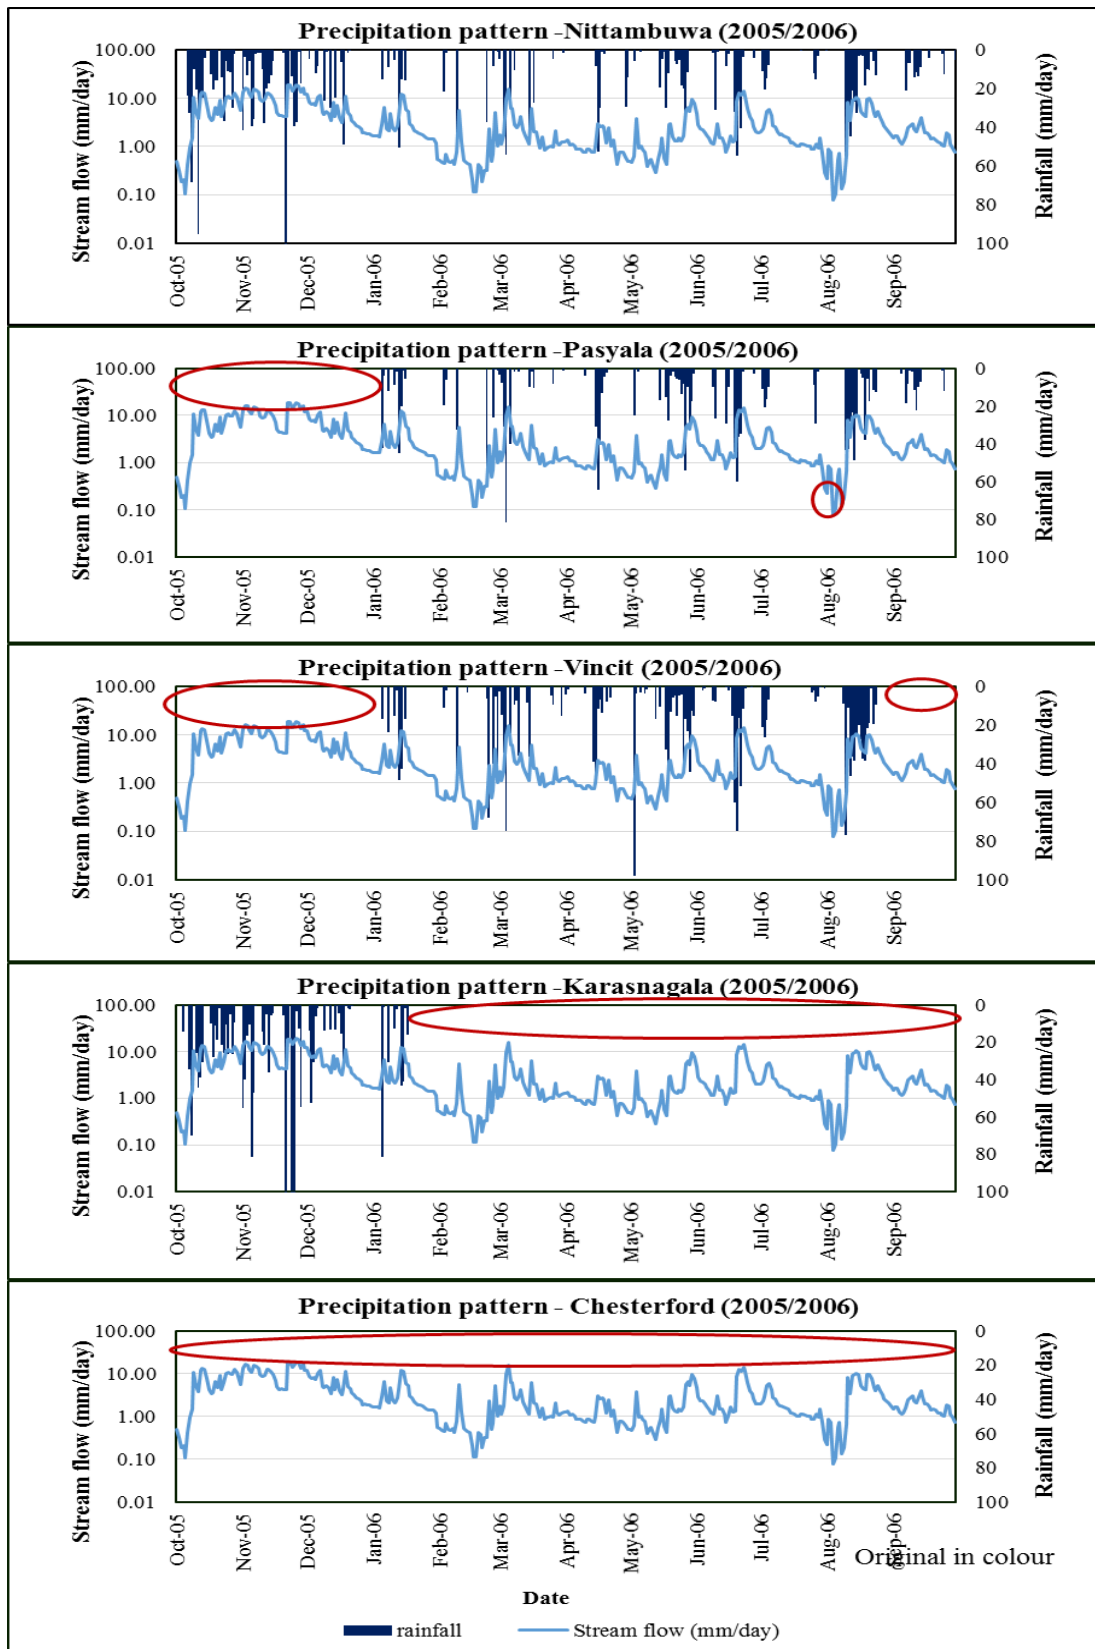 Precipitation pattern -Nittambuwa (2005/2006)
Stream flow (mm/day)
100.00
10.00
1.00
0.10
0.01
0
20
40
60
80
100
Rainfall (mm/day)
Oct-05
Nov-05
Dec-05
Jan-06
Feb-06
Mar-06
Apr-06
May-06
Jun-06
Jul-06
Aug-06
Sep-06
Precipitation pattern -Pasyala (2005/2006)
Stream flow (mm/day)
100.00
10.00
1.00
0.10
0.01
0
20
40
60
80
100
Rainfall (mm/day)
Oct-05
Nov-05
Dec-05
Jan-06
Feb-06
Mar-06
Apr-06
May-06
Jun-06
Jul-06
Aug-06
Sep-06
Precipitation pattern -Vincit (2005/2006)
Stream flow (mm/day)
100.00
10.00
1.00
0.10
0.01
0
20
40
60
80
100
Rainfall (mm/day)
Oct-05
Nov-05
Dec-05
Jan-06
Feb-06
Mar-06
Apr-06
May-06
Jun-06
Jul-06
Aug-06
Sep-06
Precipitation pattern -Karasnagala (2005/2006)
Stream flow (mm/day)
100.00
10.00
1.00
0.10
0.01
0
20
40
60
80
100
Rainfall (mm/day)
Oct-05
Nov-05
Dec-05
Jan-06
Feb-06
Mar-06
Apr-06
May-06
Jun-06
Jul-06
Aug-06
Sep-06
Precipitation pattern - Chesterford (2005/2006)
Stream flow (mm/day)
100.00
10.00
1.00
0.10
0.01
0
20
40
60
80
100
Rainfall (mm/day)
Oct-05
Nov-05
Dec-05
Jan-06
Feb-06
Mar-06
Apr-06
May-06
Jun-06
Jul-06
Aug-06
Sep-06
Original in colour
Date
rainfall
Stream flow (mm/day)